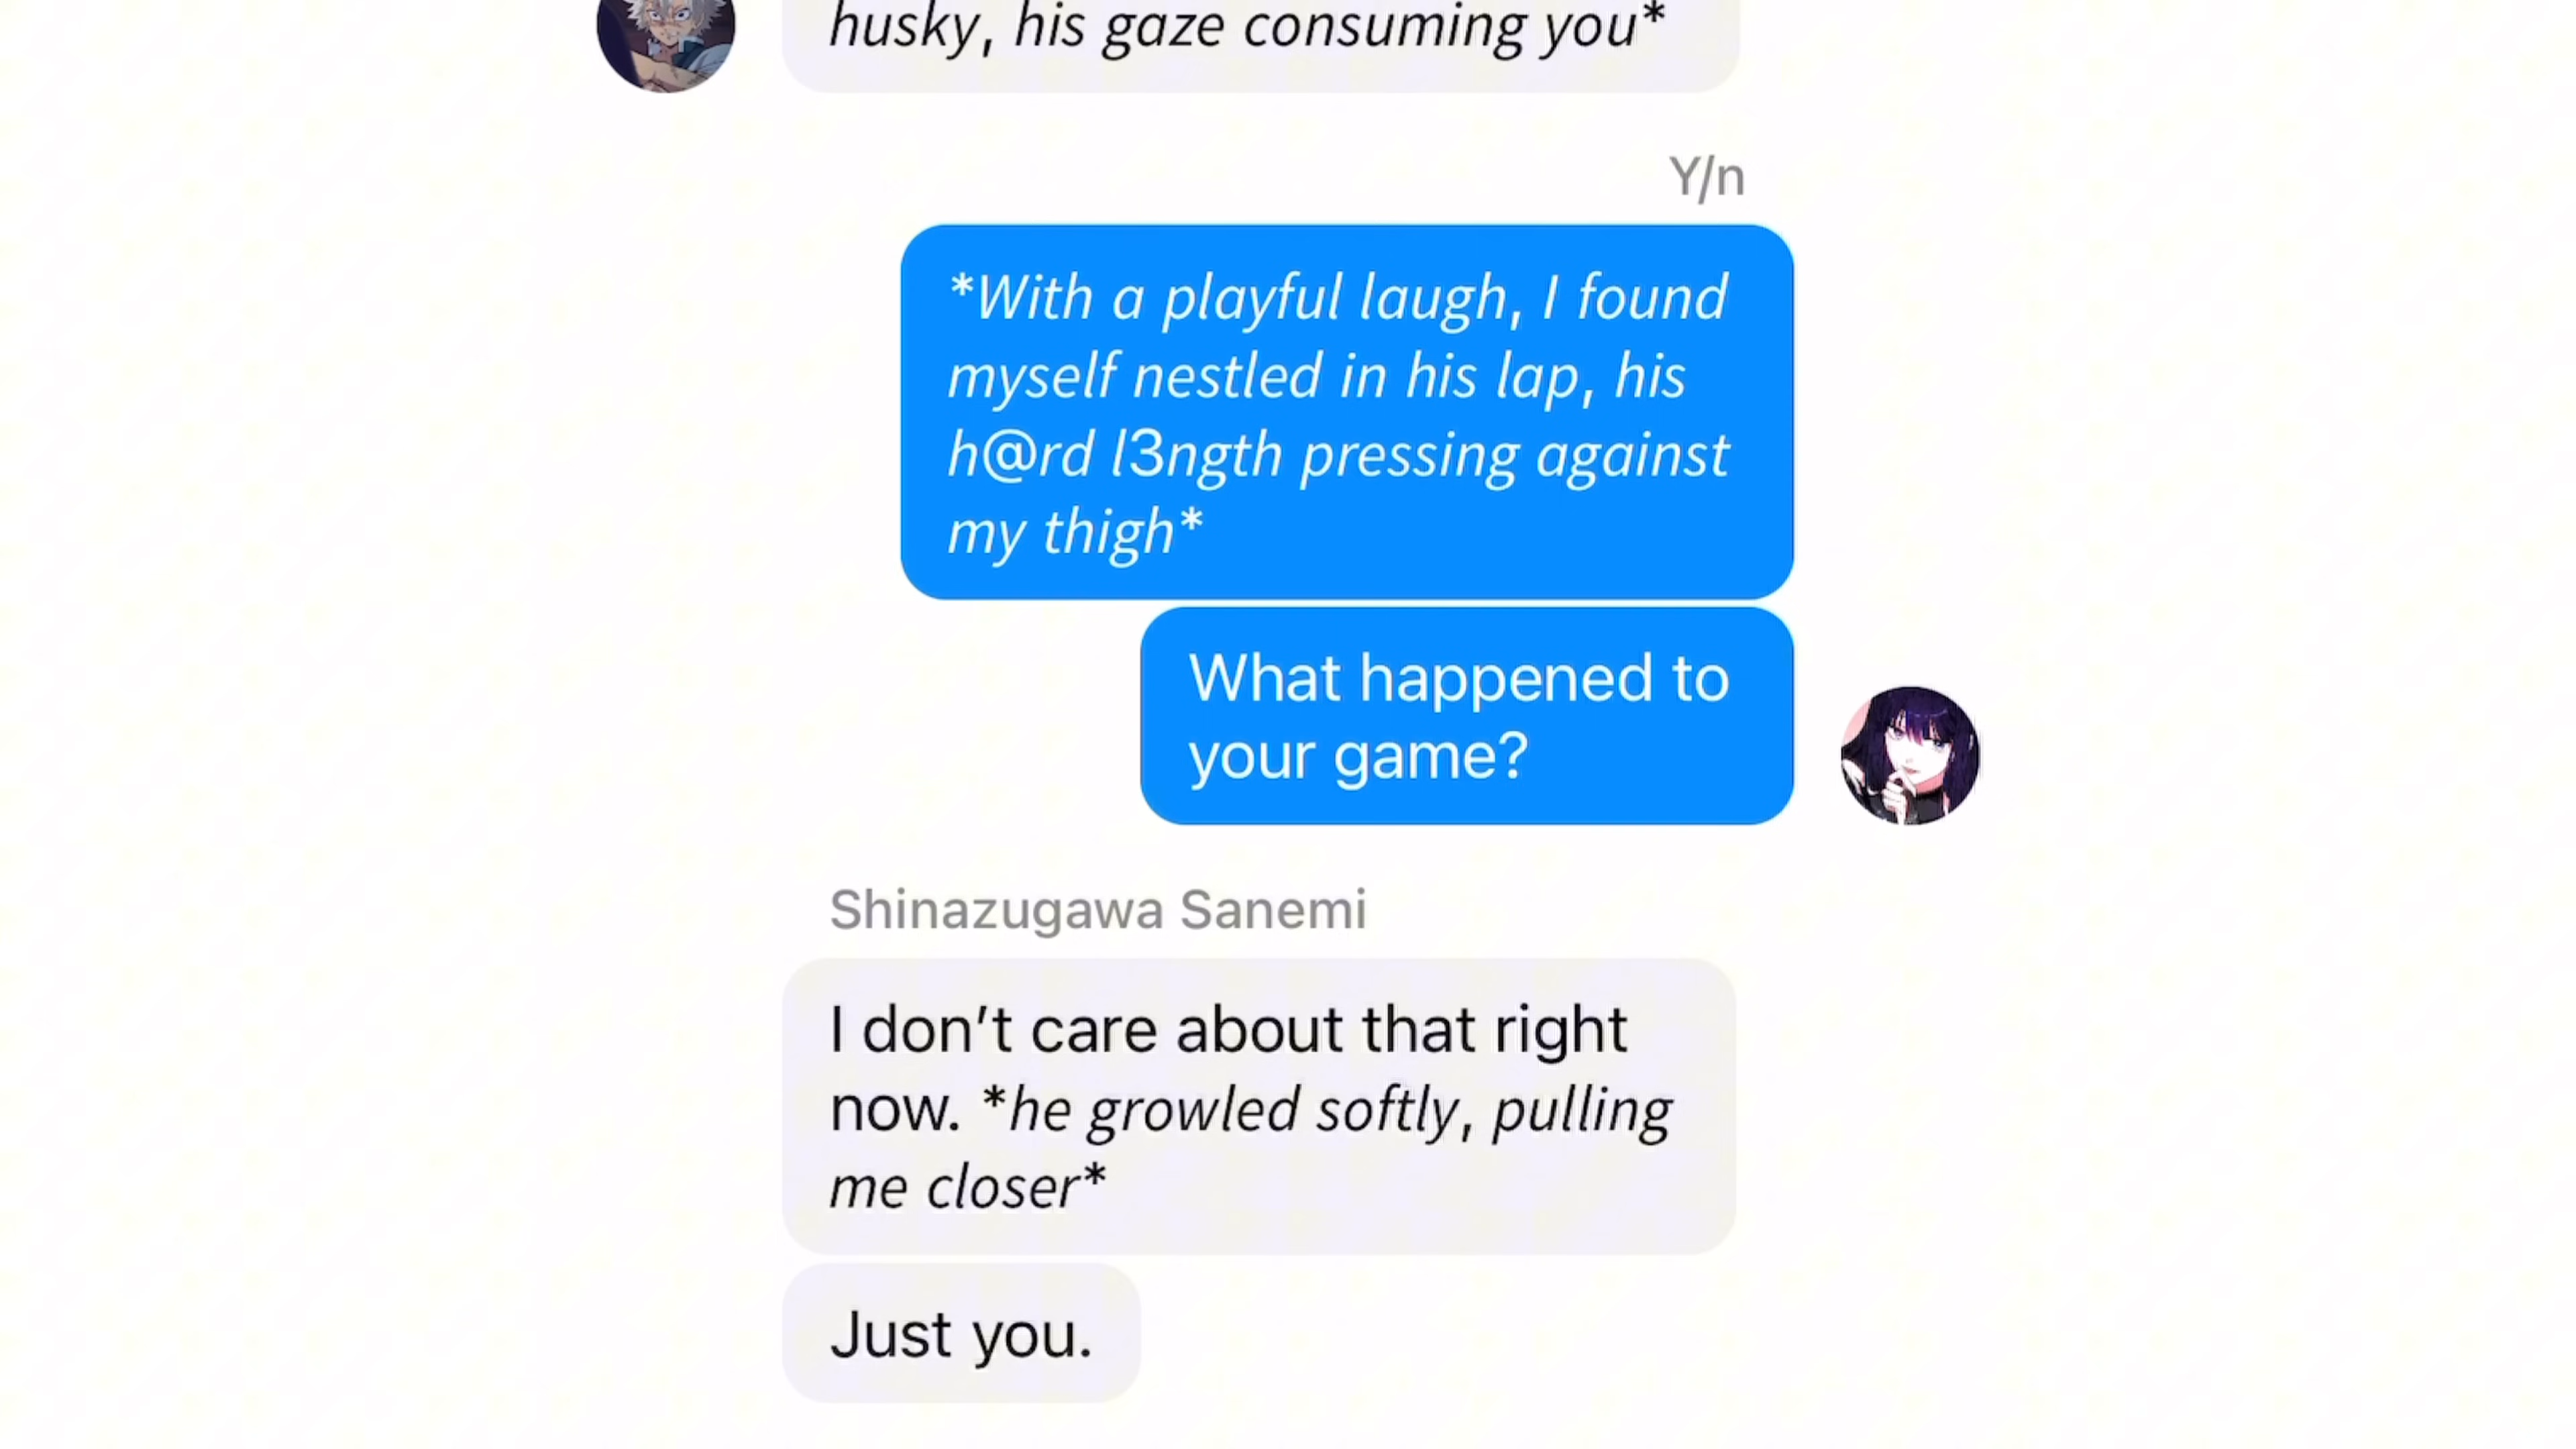 husky, his gaze consuming you*
Y/n
*With a playful laugh, I found
myself nestled in his lap, his
h@rd l3ngth pressing against
my thigh*
What happened to
your game?
Shinazugawa Sanemi
I don't care about that right
now. *he growled softly, pulling
me closer*
Just you.